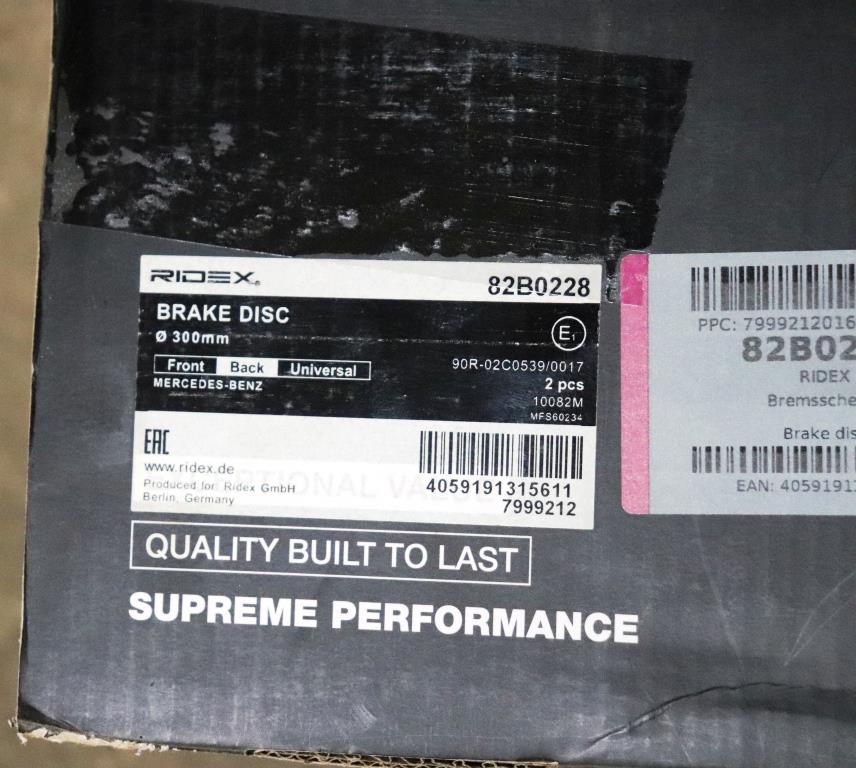 RIDEX
82B0228
BRAKE DISC
Ø 300mm
E1
Front Back Universal
MERCEDES-BENZ
90R-02C0539/0017
2 pcs
10082M
MFS60234
EAC
www.ridex.de
Produced for: Ridex GmbH
Berlin, Germany
4059191315611
7999212
QUALITY BUILT TO LAST
SUPREME PERFORMANCE
PPC: 7999212016
82B02
RIDEX
Bremssche
Brake dis
EAN: 4059191